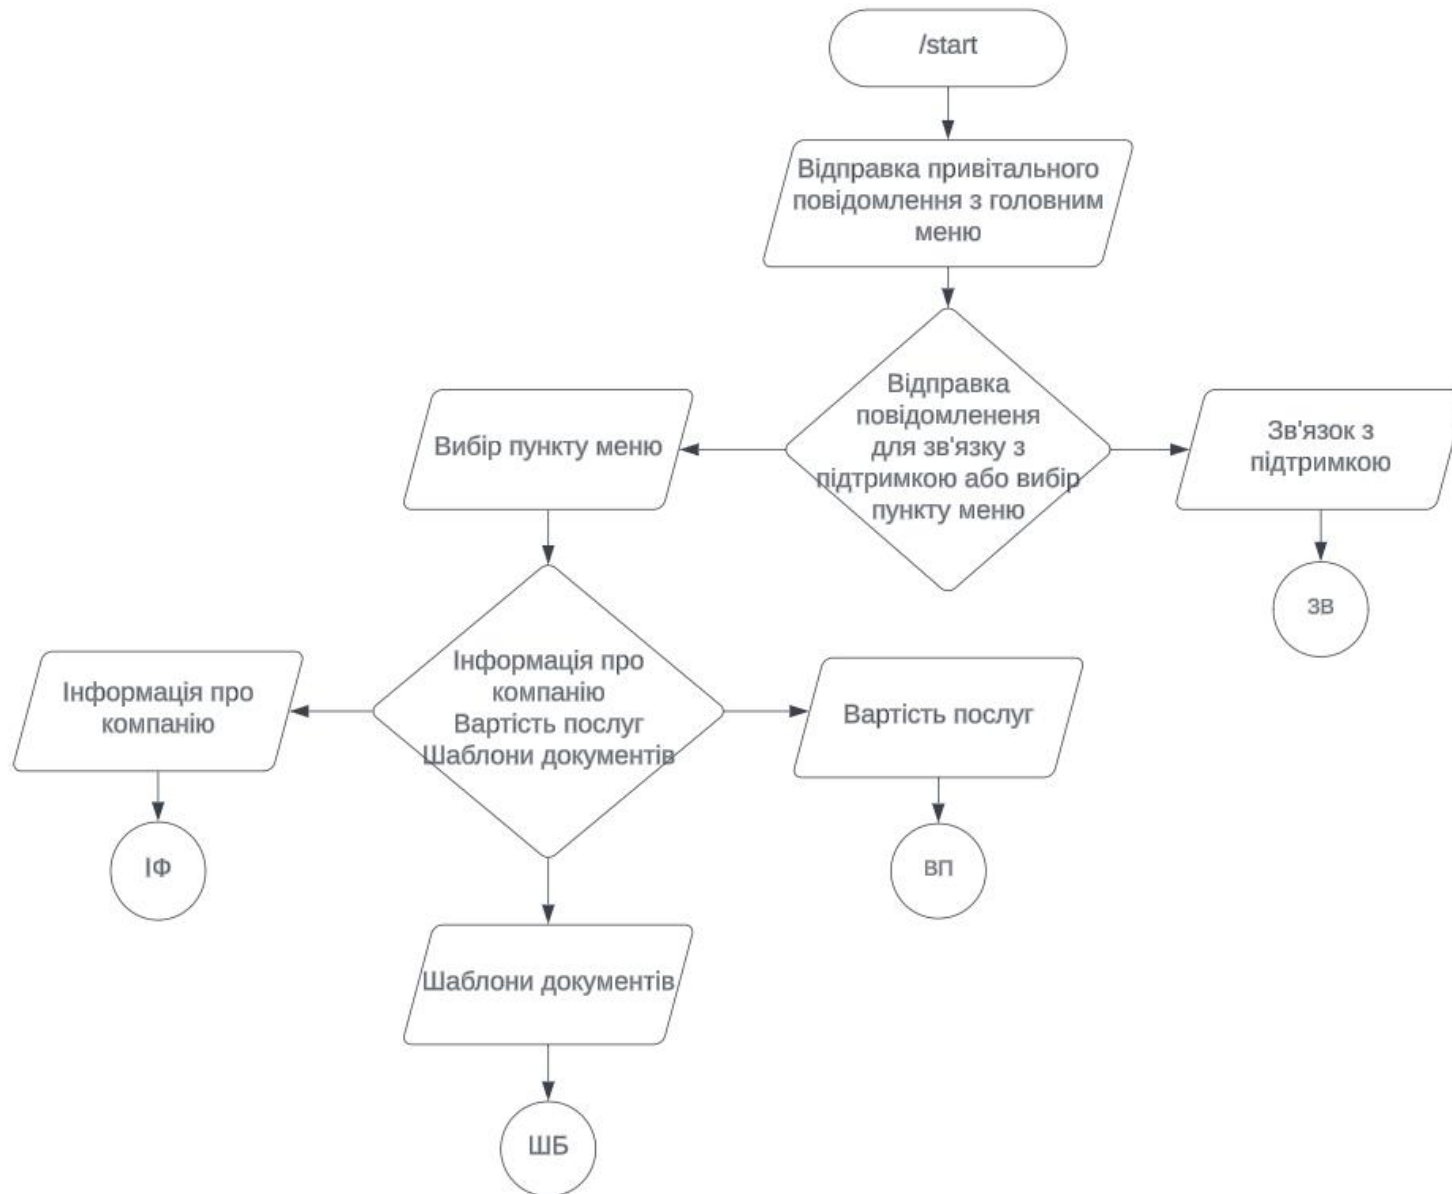 /start
Відправка привітального
повідомлення з головним
меню
Відправка
повідомлененя
для зв'язку з
підтримкою або вибір
пункту меню
Вибір пункту меню
Зв'язок з
підтримкою
ЗВ
Інформація про
компанію
Вартість послуг
Шаблони документів
Інформація про
компанію
Вартість послуг
ІФ
ВП
Шаблони документів
ШБ